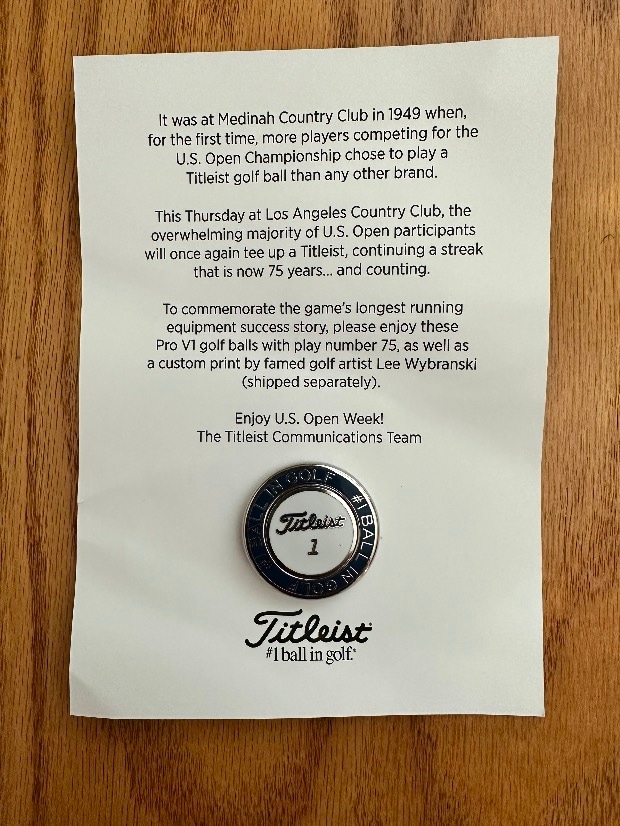 It was at Medinah Country Club in 1949 when,
for the first time, more players competing for the
U.S. Open Championship chose to play a
Titleist golf ball than any other brand.
This Thursday at Los Angeles Country Club, the
overwhelming majority of U.S. Open participants
will once again tee up a Titleist, continuing a streak
that is now 75 years... and counting.
To commemorate the game's longest running
equipment success story, please enjoy these
Pro V1 golf balls with play number 75, as well as
a custom print by famed golf artist Lee Wybranski
(shipped separately).
Enjoy U.S. Open Week!
The Titleist Communications Team
#1 BALL IN GOLF
#1 BALL IN GOLF
Titleist
1
Titleist®
#1 ball in golf.®